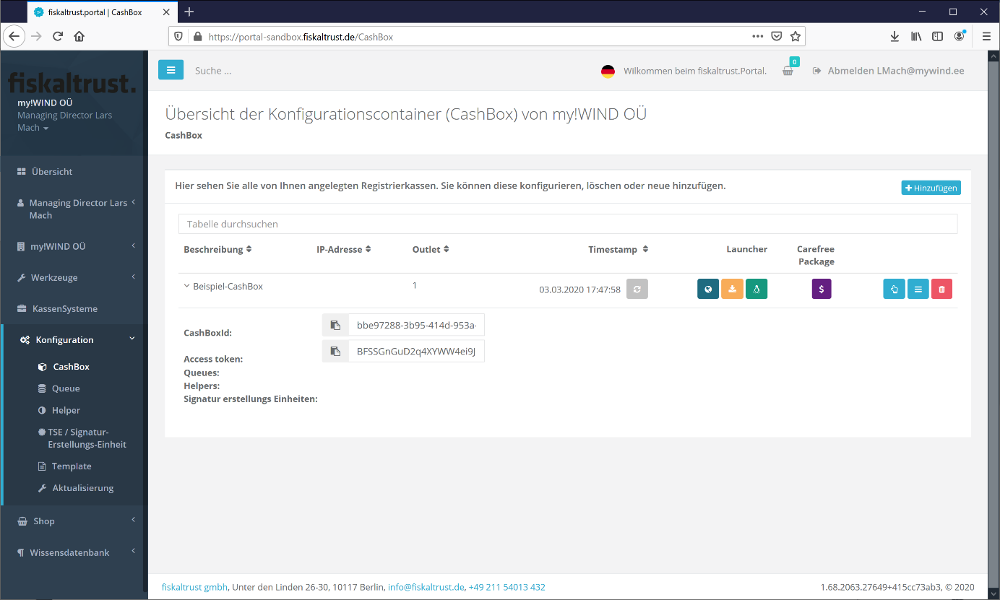 fiskaltrust.portal | CashBox
https://portal-sandbox.fiskaltrust.de/CashBox
fiskaltrust.
my!WIND OÜ
Managing Director Lars
Mach
Suche ...
Wilkommen beim fiskaltrust.Portal.
0
Abmelden LMach@mywind.ee
Übersicht der Konfigurationscontainer (CashBox) von my!WIND OÜ
CashBox
Übersicht
Managing Director Lars
Mach
my!WIND OÜ
Werkzeuge
KassenSysteme
Konfiguration
CashBox
Queue
Helper
TSE / Signatur-
Erstellungs-Einheit
Template
Aktualisierung
Shop
Wissensdatenbank
Hier sehen Sie alle von Ihnen angelegten Registrierkassen. Sie können diese konfigurieren, löschen oder neue hinzufügen.
Hinzufügen
Tabelle durchsuchen
Beschreibung IP-Adresse Outlet Timestamp Launcher Carefree
Package
Beispiel-CashBox 1 03.03.2020 17:47:58 $
CashBoxId: bbe97288-3b95-414d-953a-
Access token: BFSSGnGuD2q4XYWW4ei9J
Queues:
Helpers:
Signatur erstellungs Einheiten:
fiskaltrust gmbh, Unter den Linden 26-30, 10117 Berlin, info@fiskaltrust.de, +49 211 54013 432
1.68.2063.27649+415cc73ab3, © 2020